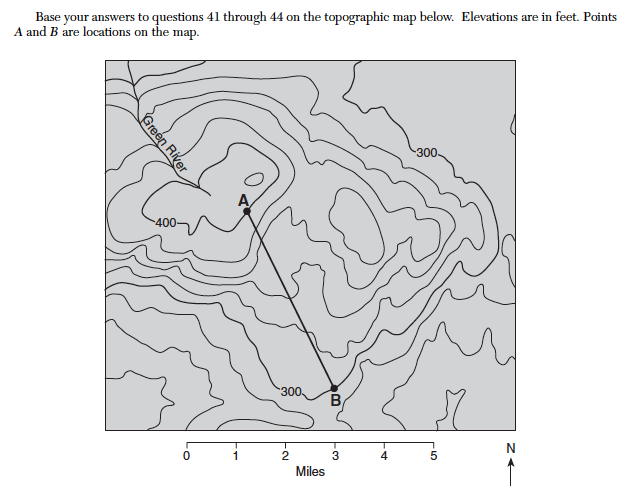 Base your answers to questions 41 through 44 on the topographic map below. Elevations are in feet. Points
A and B are locations on the map.
Green River
300
A
400
300
B
0 1 2 3 4 5
Miles
N